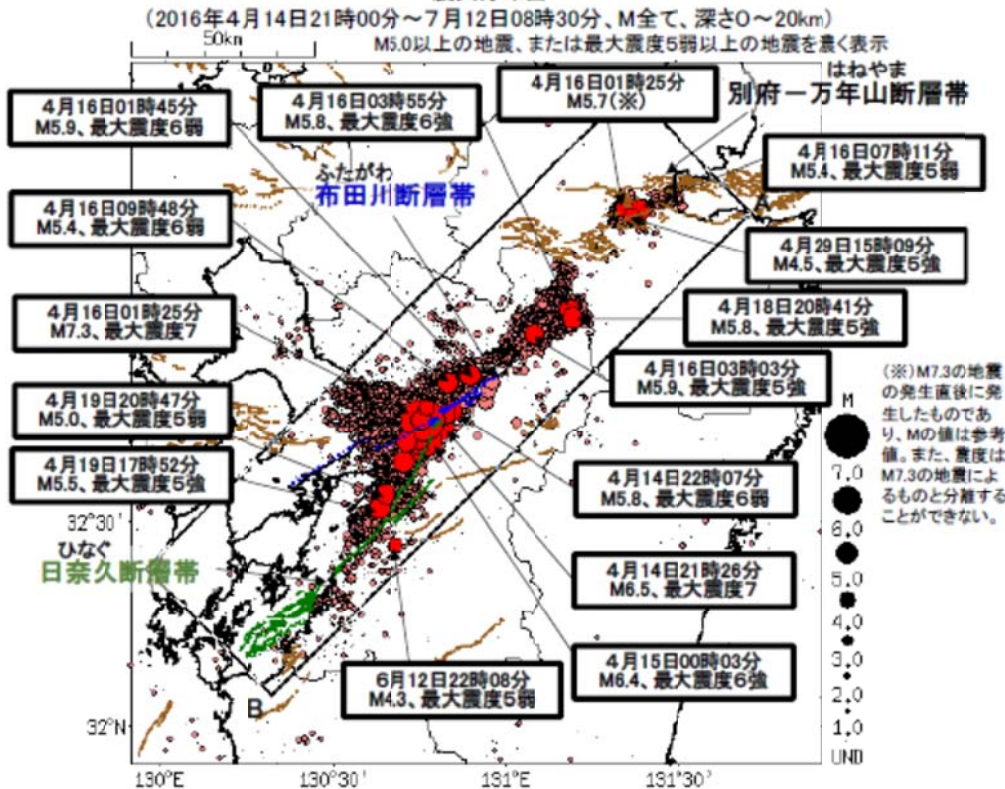 (2016年4月14日21時00分～7月12日08時30分、M全て、深さ0～20km)
50km
M5.0以上の地震、または最大震度5弱以上の地震を濃く表示
4月16日01時45分
M5.9、最大震度6弱
4月16日03時55分
M5.8、最大震度6強
4月16日01時25分
M5.7(※)
はねやま
別府－万年山断層帯
4月16日07時11分
M5.4、最大震度5弱
ふたがわ
布田川断層帯
A
4月16日09時48分
M5.4、最大震度6弱
4月29日15時09分
M4.5、最大震度5強
4月16日01時25分
M7.3、最大震度7
4月18日20時41分
M5.8、最大震度5強
4月16日03時03分
M5.9、最大震度5強
4月19日20時47分
M5.0、最大震度5弱
4月19日17時52分
M5.5、最大震度5強
4月14日22時07分
M5.8、最大震度6弱
(※)M7.3の地震
の発生直後に発
生したものであ
り、Mの値は参考
値。また、震度は
M7.3の地震によ
るものと分離する
ことができない。
M
7.0
6.0
5.0
4.0
3.0
2.0
1.0
UND
32°30'
ひなぐ
日奈久断層帯
4月14日21時26分
M6.5、最大震度7
4月15日00時03分
M6.4、最大震度6強
6月12日22時08分
M4.3、最大震度5弱
B
32°N
130°E
130°30'
131°E
131°30'